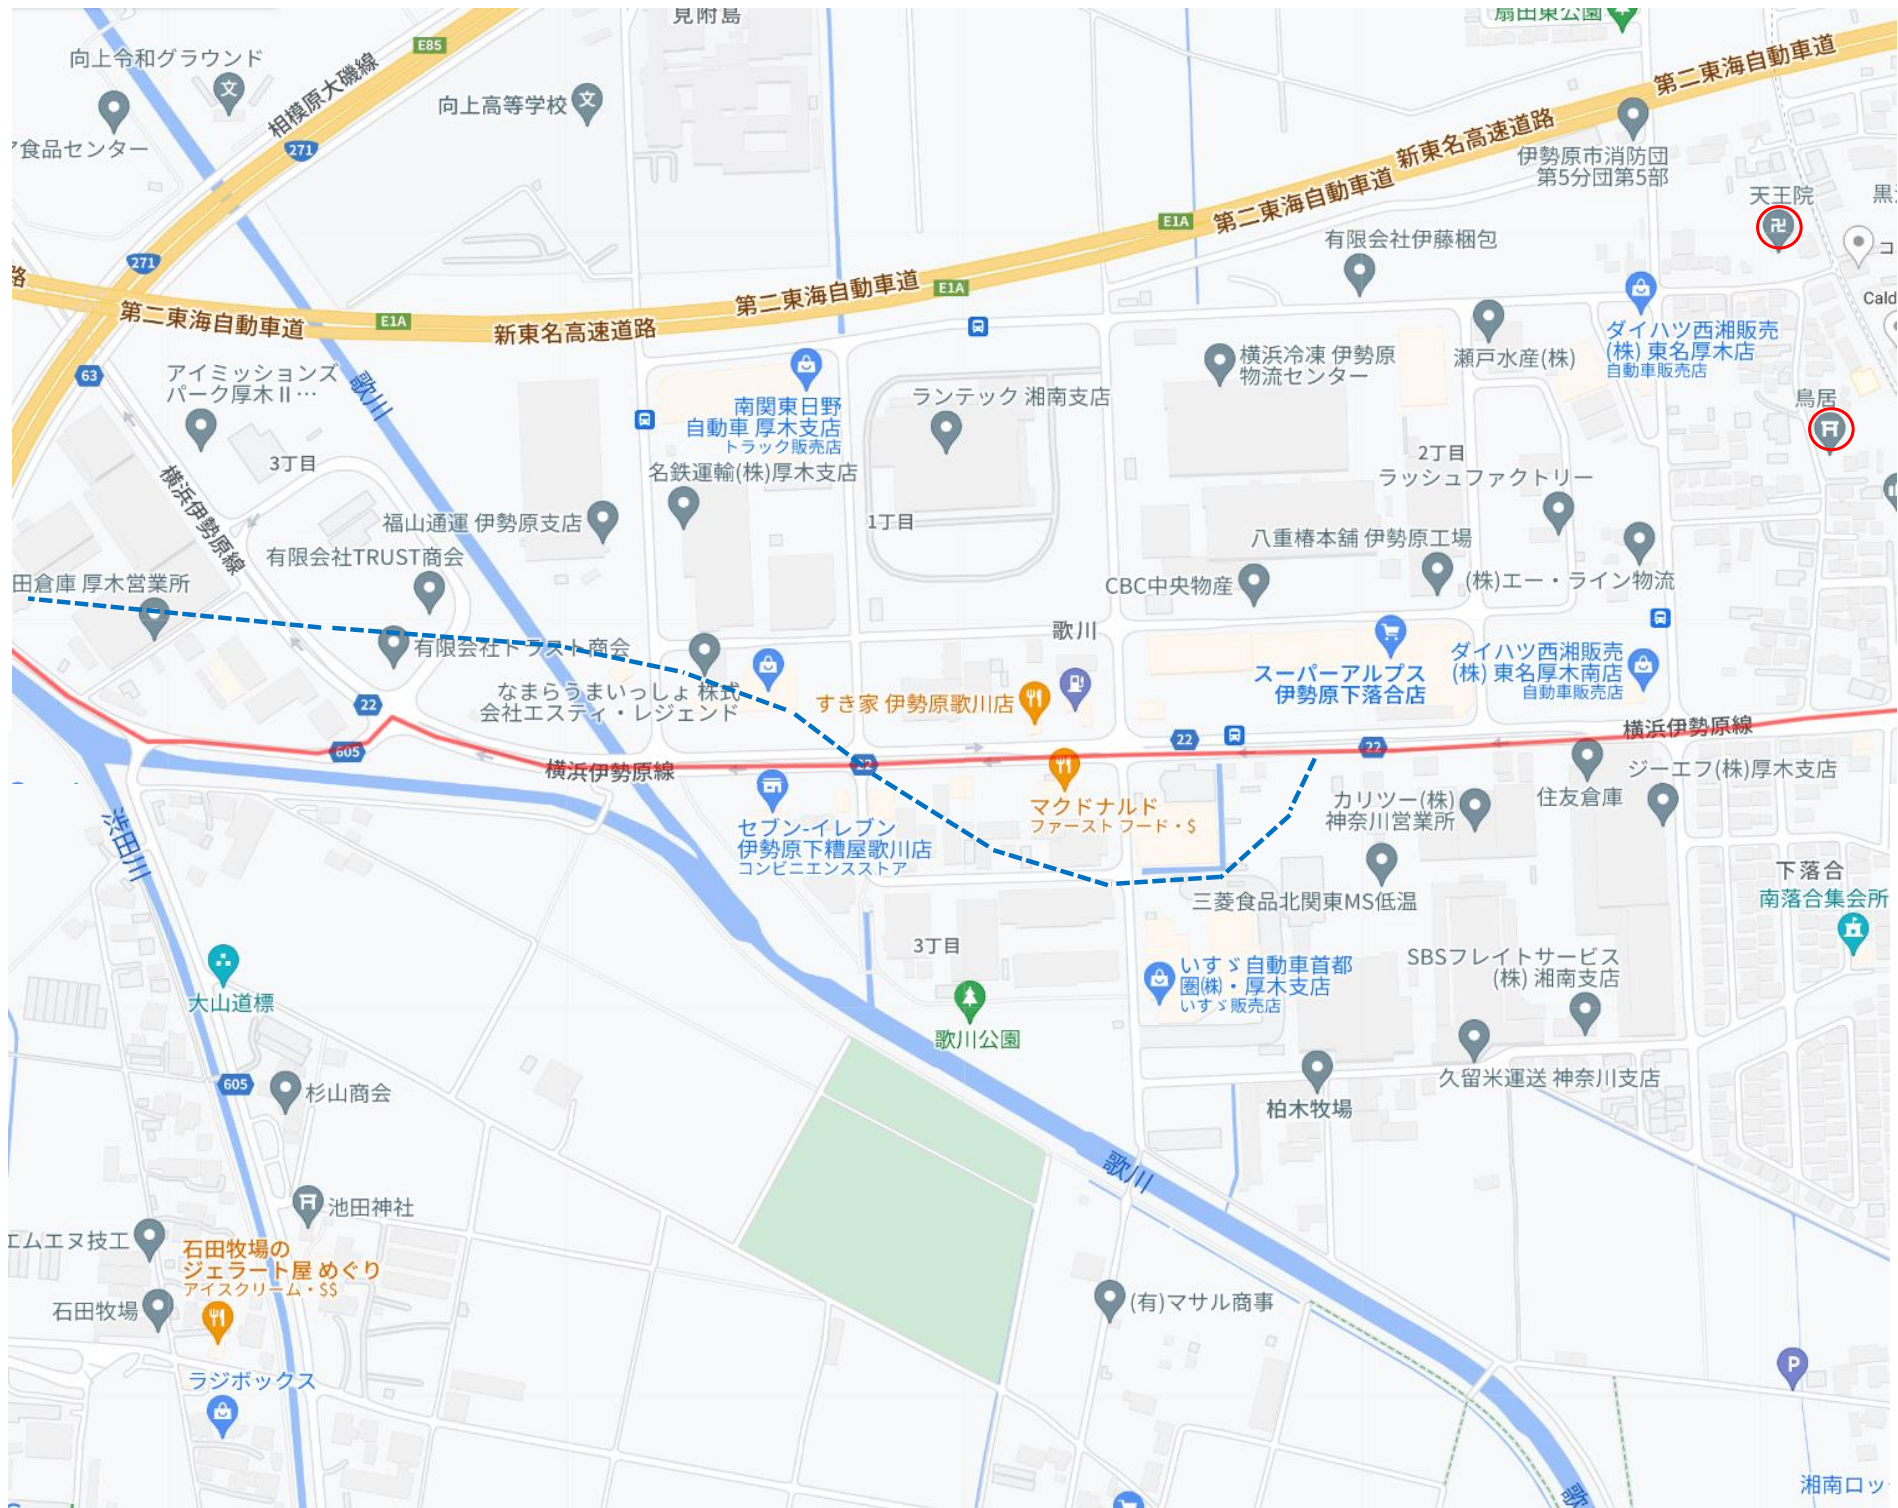 見附島
扇田東公園
向上令和グラウンド
E85
相模原大磯線
食品センター
271
向上高等学校
第二東海自動車道
新東名高速道路
伊勢原市消防団
第5分団第5部
天王院
黒
第二東海自動車道
E1A
有限会社伊藤梱包
コ
271
路
第二東海自動車道
E1A
第二東海自動車道
E1A
新東名高速道路
Cald
ダイハツ西湘販売
(株) 東名厚木店
自動車販売店
横浜冷凍 伊勢原
物流センター
瀬戸水産(株)
63
アイミッションズ
パーク厚木Ⅱ…
歌川
南関東日野
自動車 厚木支店
トラック販売店
ランテック 湘南支店
鳥居
3丁目
名鉄運輸(株)厚木支店
2丁目
ラッシュファクトリー
横浜伊勢原線
福山通運 伊勢原支店
1丁目
八重椿本舗 伊勢原工場
有限会社TRUST商会
田倉庫 厚木営業所
CBC中央物産
(株)エー・ライン物流
歌川
有限会社トラスト商会
スーパーアルプス
伊勢原下落合店
ダイハツ西湘販売
(株) 東名厚木南店
自動車販売店
なまらうまいっしょ 株式
会社エスティ・レジェンド
すき家 伊勢原歌川店
22
605
横浜伊勢原線
22
22
22
横浜伊勢原線
マクドナルド
ファースト フード・$
カリツー(株)
神奈川営業所
住友倉庫
ジーエフ(株)厚木支店
セブン-イレブン
伊勢原下糟屋歌川店
コンビニエンスストア
渋田川
下落合
南落合集会所
三菱食品北関東MS低温
3丁目
いすゞ自動車首都
圏㈱・厚木支店
いすゞ販売店
SBSフレイトサービス
(株) 湘南支店
大山道標
歌川公園
605
杉山商会
久留米運送 神奈川支店
柏木牧場
歌川
池田神社
エムエヌ技工
石田牧場の
ジェラート屋 めぐり
アイスクリーム・$$
石田牧場
(有)マサル商事
ラジボックス
P
湘南ロッ
歌